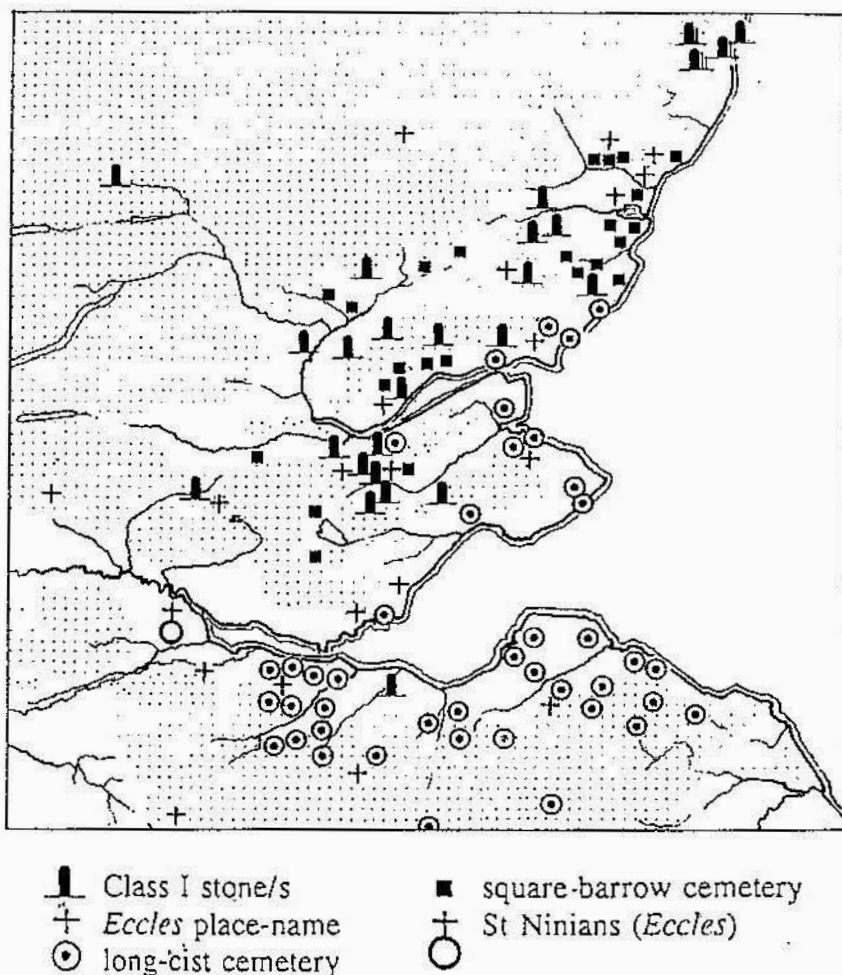 Class I stone/s
Eccles place-name
long-cist cemetery
square-barrow cemetery
St Ninians (Eccles)